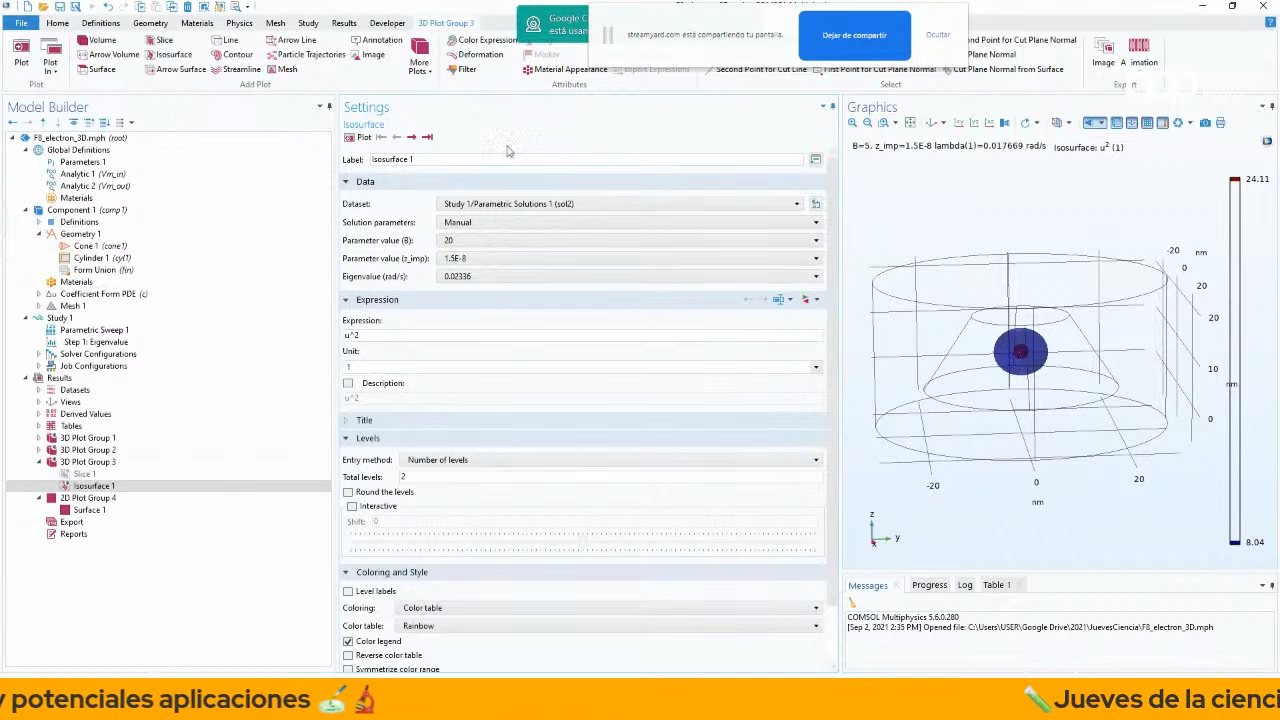 File
Home
Definitions
Geometry
Materials
Physics
Mesh
Study
Results
Developer
3D Plot Group 3
Google C
está usan
streamyard.com está compartiendo tu pantalla.
Dejar de compartir
Ocultar
Plot
Plot
In
Volume
Arrow Volume
Surface
Slice
Isosurface
Arrow Surface
Line
Contour
Streamline
Arrow Line
Particle Trajectories
Mesh
Annotation
Image
More
Plots
Color Expression
Deformation
Filter
Marker
Material Appearance
Export Expressions
Second Point for Cut Line
First Point for Cut Plane Normal
ond Point for Cut Plane Normal
Plane Normal
Cut Plane Normal from Surface
Image
Plot
Add Plot
Attributes
Select
Export
Model Builder
F8_electron_3D.mph (root)
Global Definitions
Parameters 1
Analytic 1 (Vm_in)
Analytic 2 (Vm_out)
Materials
Component 1 (comp1)
Definitions
Geometry 1
Cone 1 (cone1)
Cylinder 1 (cyl1)
Form Union (fin)
Materials
Coefficient Form PDE (c)
Mesh 1
Study 1
Parametric Sweep 1
Step 1: Eigenvalue
Solver Configurations
Job Configurations
Results
Datasets
Views
Derived Values
Tables
3D Plot Group 1
3D Plot Group 2
3D Plot Group 3
Slice 1
Isosurface 1
2D Plot Group 4
Surface 1
Export
Reports
Settings
Isosurface
Plot
Label: Isosurface 1
Data
Dataset: Study 1/Parametric Solutions 1 (sol2)
Solution parameters: Manual
Parameter value (B): 20
Parameter value (z_imp): 1.5E-8
Eigenvalue (rad/s): 0.02336
Expression
Expression:
u^2
Unit:
1
Description:
u^2
Title
Levels
Entry method: Number of levels
Total levels: 2
Round the levels
Interactive
Shift: 0
Coloring and Style
Level labels
Coloring: Color table
Color table: Rainbow
Color legend
Reverse color table
Symmetrize color range
Graphics
B=5, z_imp=1.5E-8 lambda(1)=0.017669 rad/s Isosurface: u² (1)
24.11
-20 nm
0
20
20
10
nm
0
-20
0
20
nm
z
y
x
8.04
Messages
Progress
Log
Table 1
COMSOL Multiphysics 5.6.0.280
[Sep 2, 2021 2:35 PM] Opened file: C:\Users\USER\Google Drive\2021\JuevesCiencia\F8_electron_3D.mph
y potenciales aplicaciones
Jueves de la cienci